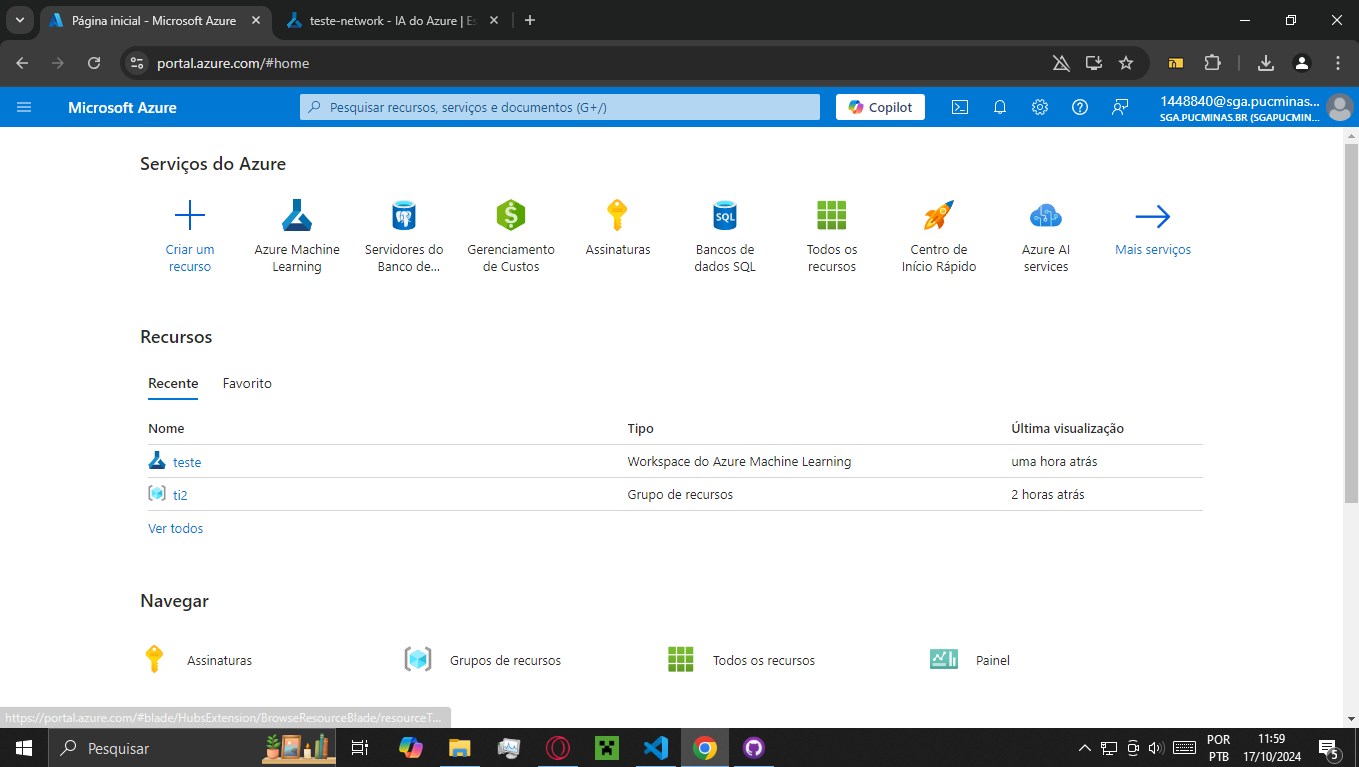 Página inicial - Microsoft Azure
teste-network - IA do Azure | Es
portal.azure.com/#home
Microsoft Azure
Pesquisar recursos, serviços e documentos (G+/)
Copilot
1448840@sga.pucminas...
SGA.PUCMINAS.BR (SGAPUCMIN...
Serviços do Azure
Criar um
recurso
Azure Machine
Learning
Servidores do
Banco de...
Gerenciamento
de Custos
Assinaturas
SQL
Bancos de
dados SQL
Todos os
recursos
Centro de
Início Rápido
Azure AI
services
Mais serviços
Recursos
Recente
Favorito
Nome
Tipo
Última visualização
teste
Workspace do Azure Machine Learning
uma hora atrás
ti2
Grupo de recursos
2 horas atrás
Ver todos
Navegar
Assinaturas
Grupos de recursos
Todos os recursos
Painel
https://portal.azure.com/#blade/HubsExtension/BrowseResourceBlade/resourceT...
Pesquisar
POR
PTB
11:59
17/10/2024
5